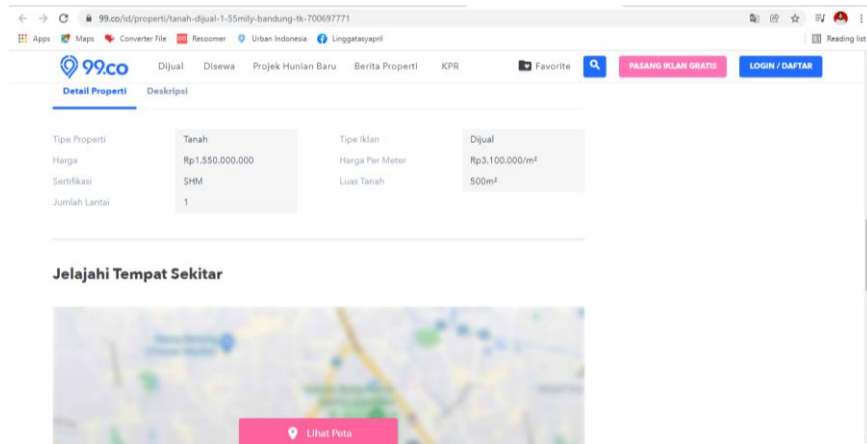 99.co/id/properti/tanah-dijual-1-55mily-bandung-tk-700697771
Apps Maps Converter File Resoomer Urban Indonesia Linggatasyapril Reading list
99.co Dijual Disewa Projek Hunian Baru Berita Properti KPR Favorite PASANG IKLAN GRATIS LOGIN / DAFTAR
Detail Properti Deskripsi
Tipe Properti Tanah Tipe Iklan Dijual
Harga Rp1.550.000.000 Harga Per Meter Rp3.100.000/m²
Sertifikasi SHM Luas Tanah 500m²
Jumlah Lantai 1
Jelajahi Tempat Sekitar
Lihat Peta